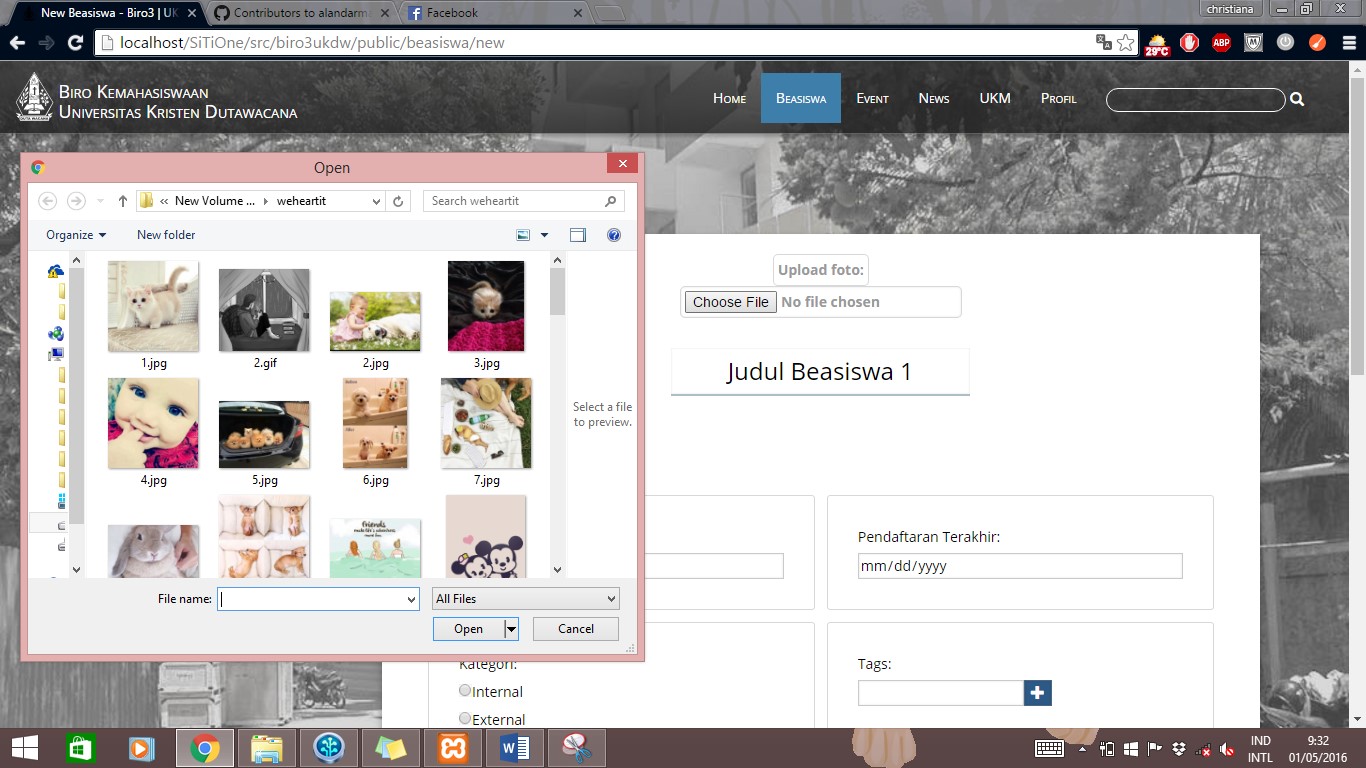 New Beasiswa - Biro3 | UK
Contributors to alandarma
Facebook
christiana
localhost/SiTiOne/src/biro3ukdw/public/beasiswa/new
29°C
ABP
Biro Kemahasiswaan
Universitas Kristen Dutawacana
Home
Beasiswa
Event
News
UKM
Profil
Open
« New Volume ... › weheartit
Search weheartit
Organize
New folder
1.jpg
2.gif
2.jpg
3.jpg
4.jpg
5.jpg
6.jpg
7.jpg
friends
Select a file
to preview.
File name:
All Files
Open
Cancel
Upload foto:
Choose File No file chosen
Judul Beasiswa 1
Pendaftaran Terakhir:
mm/dd/yyyy
Kategori:
Internal
External
Tags:
IND
INTL
9:32
01/05/2016